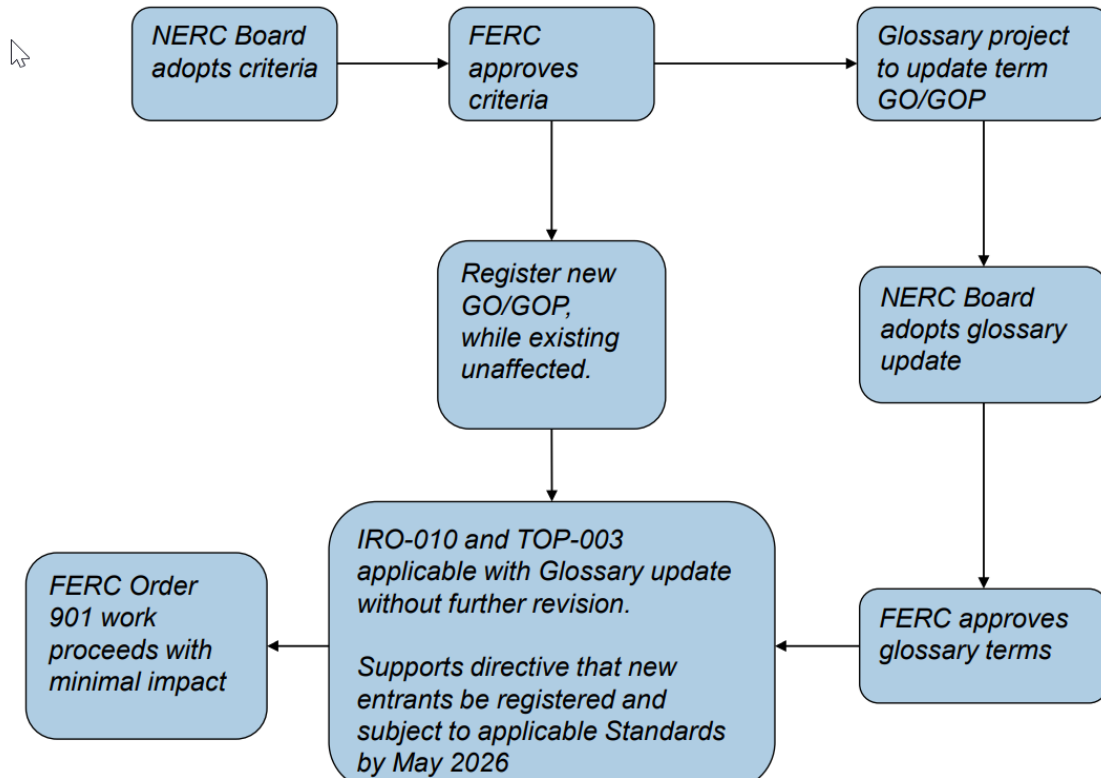 NERC Board
adopts criteria
FERC
approves
criteria
Glossary project
to update term
GO/GOP
Register new
GO/GOP,
while existing
unaffected.
NERC Board
adopts glossary
update
IRO-010 and TOP-003
applicable with Glossary update
without further revision.
Supports directive that new
entrants be registered and
subject to applicable Standards
by May 2026
FERC Order
901 work
proceeds with
minimal impact
FERC approves
glossary terms